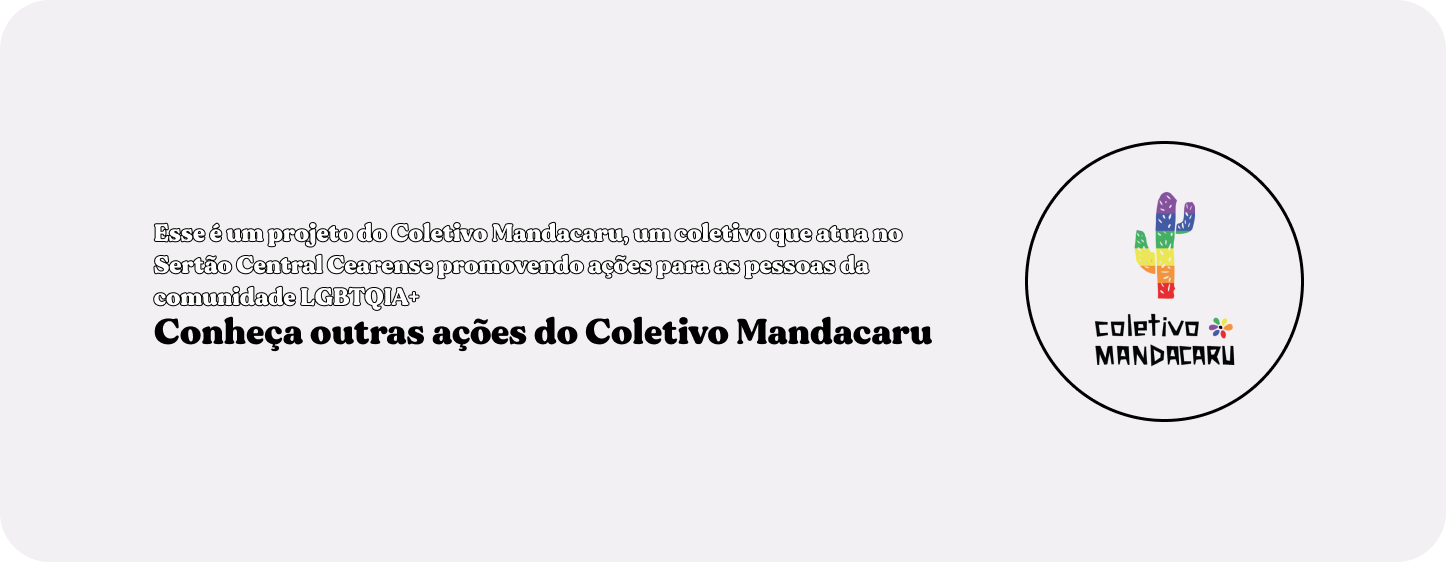 Esse é um projeto do Coletivo Mandacaru, um coletivo que atua no
Sertão Central Cearense promovendo ações para as pessoas da
comunidade LGBTQIA+
Conheça outras ações do Coletivo Mandacaru
coletivo
MANDACARU